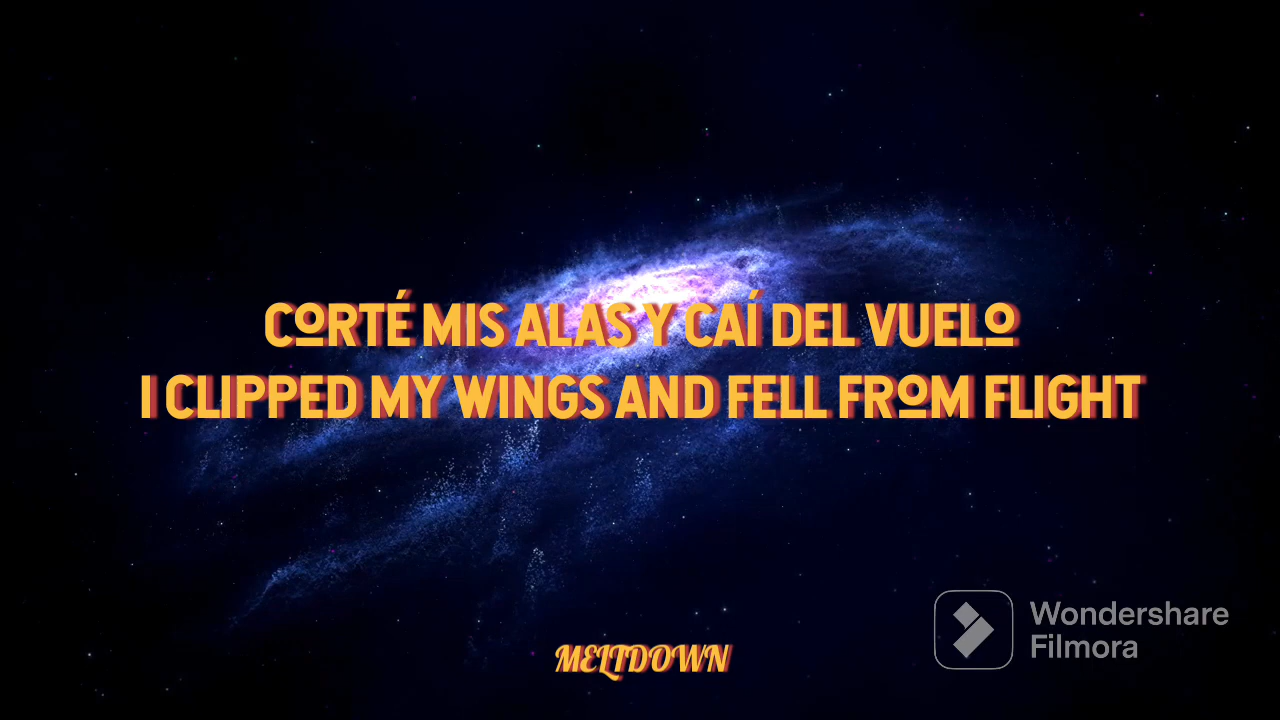 CORTÉ MIS ALAS Y CAÍ DEL VUELO
I CLIPPED MY WINGS AND FELL FROM FLIGHT
MELTDOWN
Wondershare
Filmora